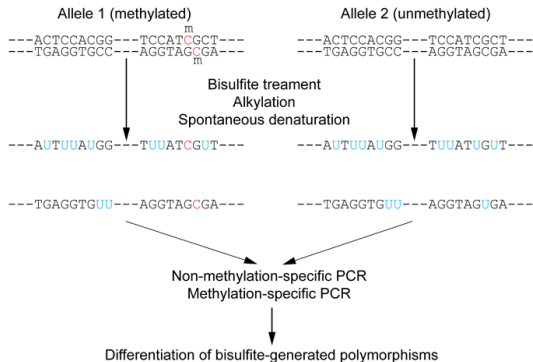 Allele 1 (methylated)
Allele 2 (unmethylated)
m
---ACTCCACGG---TCCATCGCT---
---TGAGGTGCC---AGGTAGCGA---
m
---ACTCCACGG---TCCATCGCT---
---TGAGGTGCC---AGGTAGCGA---
Bisulfite treament
Alkylation
Spontaneous denaturation
---AUTUUAUGG---TUUATCGUT---
---AUTUUAUGG---TUUATUGUT---
---TGAGGTGUU---AGGTAGCGA---
---TGAGGTGUU---AGGTAGUGA---
Non-methylation-specific PCR
Methylation-specific PCR
Differentiation of bisulfite-generated polymorphisms